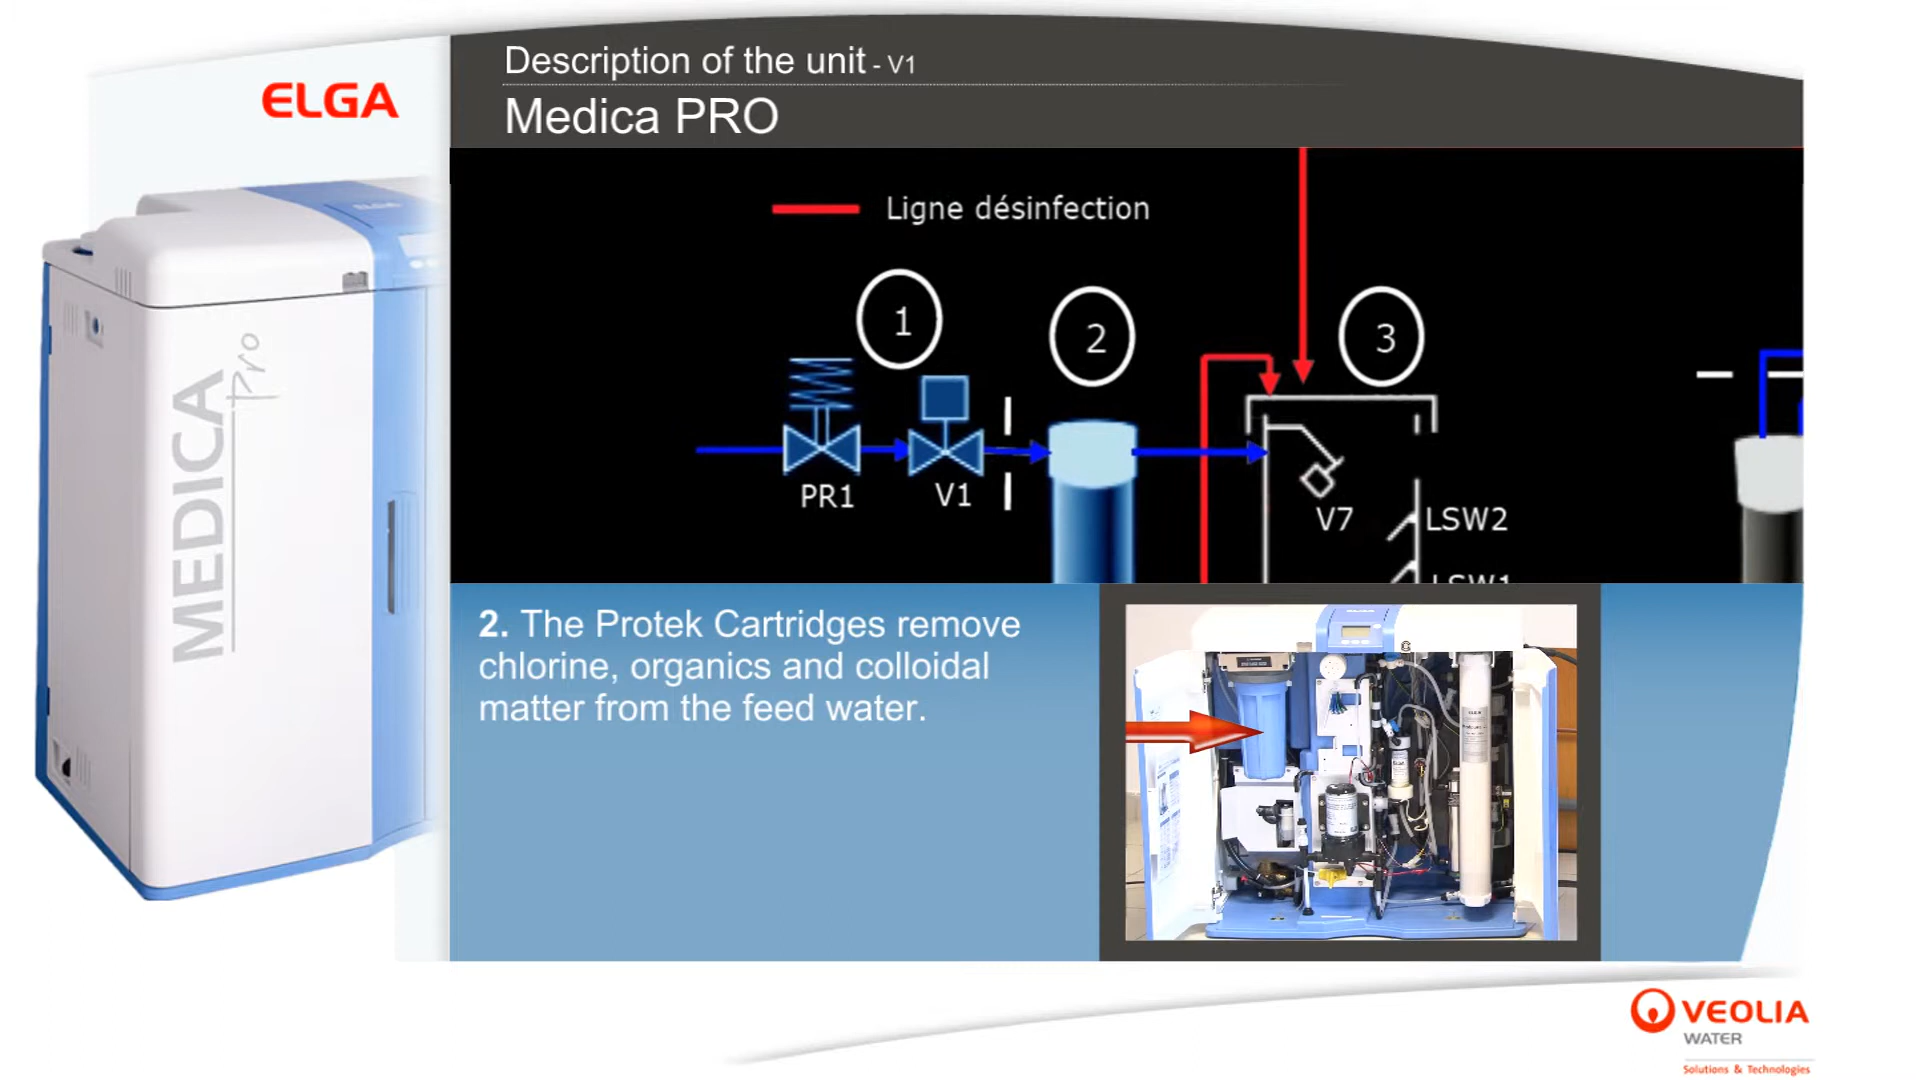 ELGA
Description of the unit - V1
Medica PRO
Ligne désinfection
1
2
3
PR1
V1
V7
LSW2
LSW1
MEDICA
Pro
2. The Protek Cartridges remove
chlorine, organics and colloidal
matter from the feed water.
VEOLIA
WATER
Solutions & Technologies